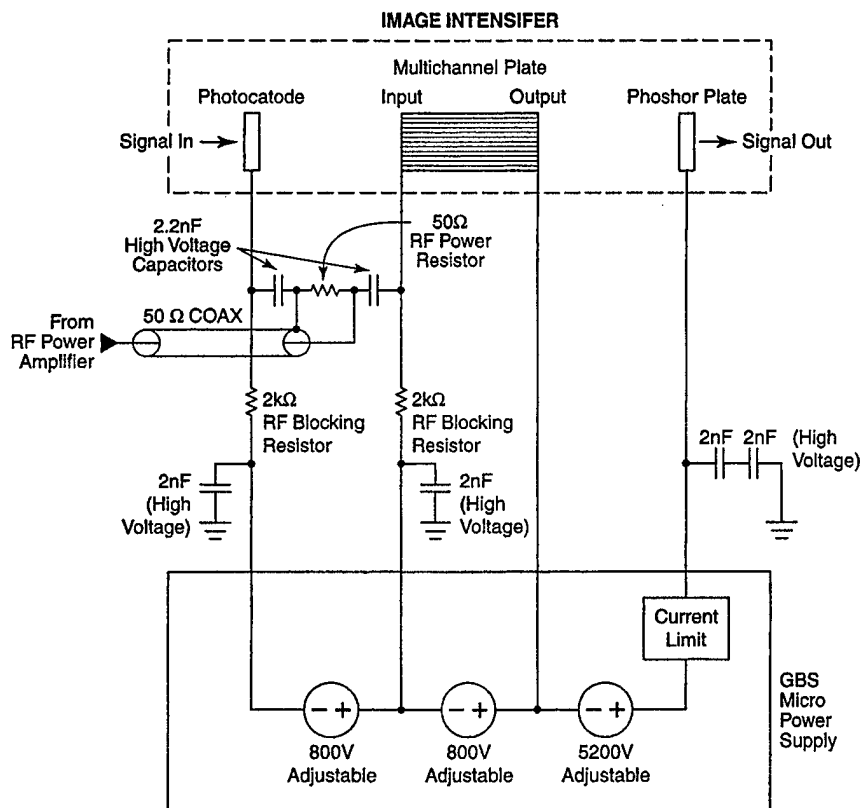 IMAGE INTENSIFER
Multichannel Plate
Photocatode
Input
Output
Phoshor Plate
Signal In
Signal Out
2.2nF
High Voltage
Capacitors
50Ω
RF Power
Resistor
50 Ω COAX
From
RF Power
Amplifier
2kΩ
RF Blocking
Resistor
2kΩ
RF Blocking
Resistor
2nF
(High
Voltage)
2nF
(High
Voltage)
2nF 2nF (High
Voltage)
Current
Limit
GBS
Micro
Power
Supply
- +
- +
- +
800V
Adjustable
800V
Adjustable
5200V
Adjustable